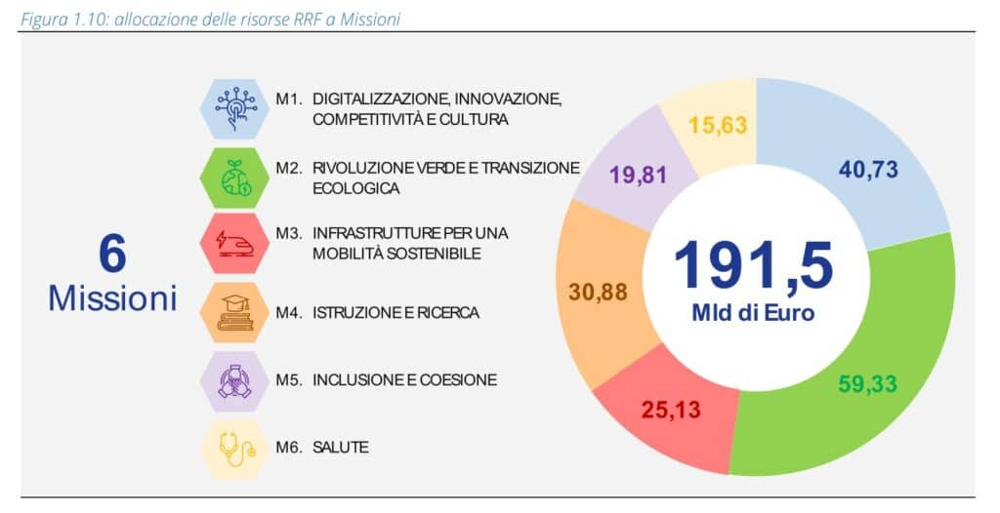 Figura 1.10: allocazione delle risorse RRF a Missioni
6
Missioni
M1. DIGITALIZZAZIONE, INNOVAZIONE,
COMPETITIVITÀ E CULTURA
M2. RIVOLUZIONE VERDE E TRANSIZIONE
ECOLOGICA
M3. INFRASTRUTTURE PER UNA
MOBILITÀ SOSTENIBILE
M4. ISTRUZIONE E RICERCA
M5. INCLUSIONE E COESIONE
M6. SALUTE
15,63
40,73
19,81
191,5
Mld di Euro
30,88
59,33
25,13